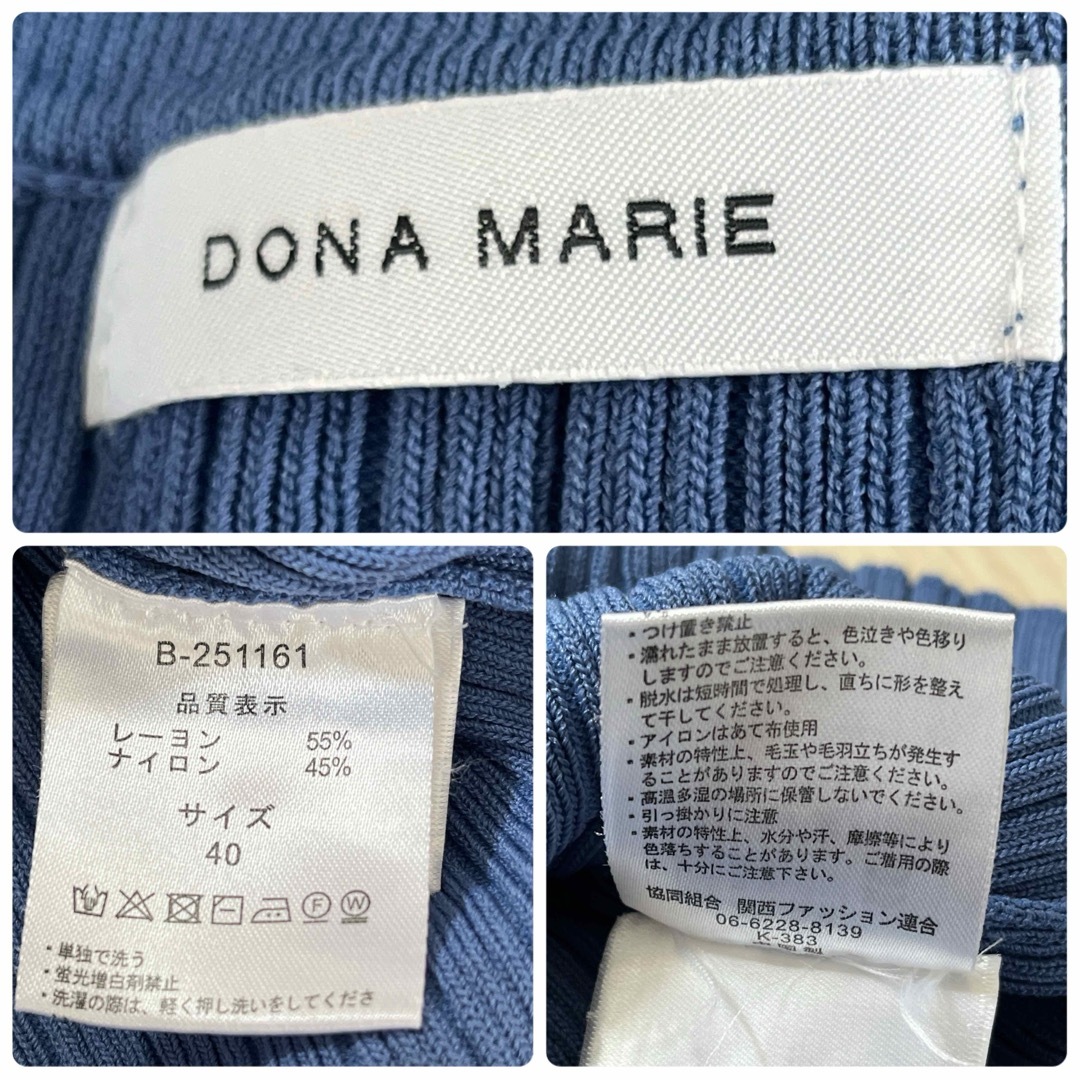 DONA MARIE
B-251161
品質表示
レーヨン 55%
ナイロン 45%
サイズ
40
・単独で洗う
・蛍光増白剤禁止
・洗濯の際は、軽く押し洗いをしてくださ
・つけ置き禁止
・濡れたまま放置すると、色泣きや色移り
しますのでご注意ください。
・脱水は短時間で処理し、直ちに形を整え
て干してください。
・アイロンはあて布使用
・素材の特性上、毛玉や毛羽立ちが発生す
ることがありますのでご注意ください。
・高温多湿の場所に保管しないでください。
・引っ掛かりに注意
・素材の特性上、水分や汗、摩擦等により
色落ちすることがあります。ご着用の際
は、十分にご注意下さい。
協同組合 関西ファッション連合
06-6228-8139
K-383